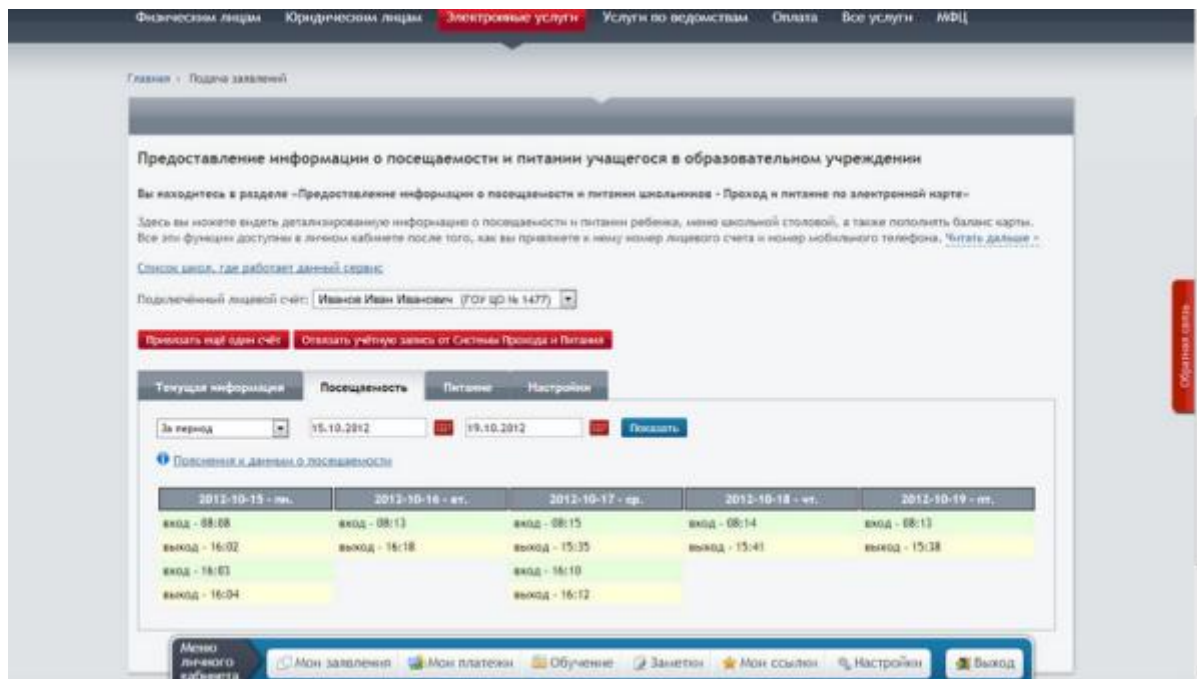 Физическим лицам Юридическим лицам Электронные услуги Услуги по ведомствам Оплата Все услуги МФЦ
Главная › Подача заявлений
Предоставление информации о посещаемости и питании учащегося в образовательном учреждении
Вы находитесь в разделе «Предоставление информации о посещаемости и питании школьников - Проход и питание по электронной карте»
Здесь вы можете видеть детализированную информацию о посещаемости и питании ребенка, меню школьной столовой, а также пополнять баланс карты.
Все эти функции доступны в личном кабинете после того, как вы привяжете к нему номер лицевого счета и номер мобильного телефона. Читать дальше »
Список школ, где работает данный сервис
Подключённый лицевой счёт: Иванов Иван Иванович (ГОУ ЦО № 1477)
Привязать ещё один счёт Отвязать учётную запись от Системы Прохода и Питания
Обратная связь
Текущая информация Посещаемость Питание Настройки
За период 15.10.2012 19.10.2012 Показать
Пояснения к данным о посещаемости
2012-10-15 - пн. 2012-10-16 - вт. 2012-10-17 - ср. 2012-10-18 - чт. 2012-10-19 - пт.
вход - 08:08 вход - 08:13 вход - 08:15 вход - 08:14 вход - 08:13
выход - 16:02 выход - 16:18 выход - 15:35 выход - 15:41 выход - 15:38
вход - 16:03 вход - 16:10
выход - 16:04 выход - 16:12
Меню личного кабинета
Мои заявления Мои платежи Обучение Заметки Мои ссылки Настройки Выход